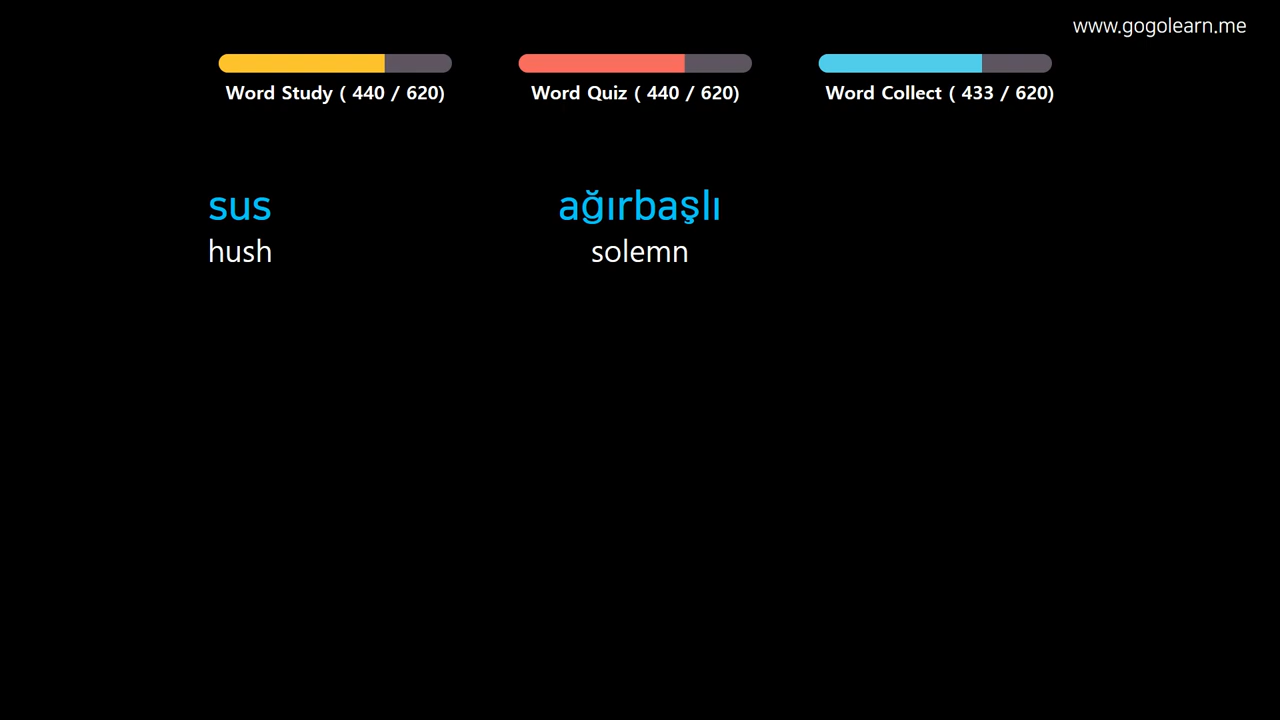 www.gogolearn.me
Word Study ( 440 / 620)
Word Quiz ( 440 / 620)
Word Collect ( 433 / 620)
sus
hush
ağırbaşlı
solemn